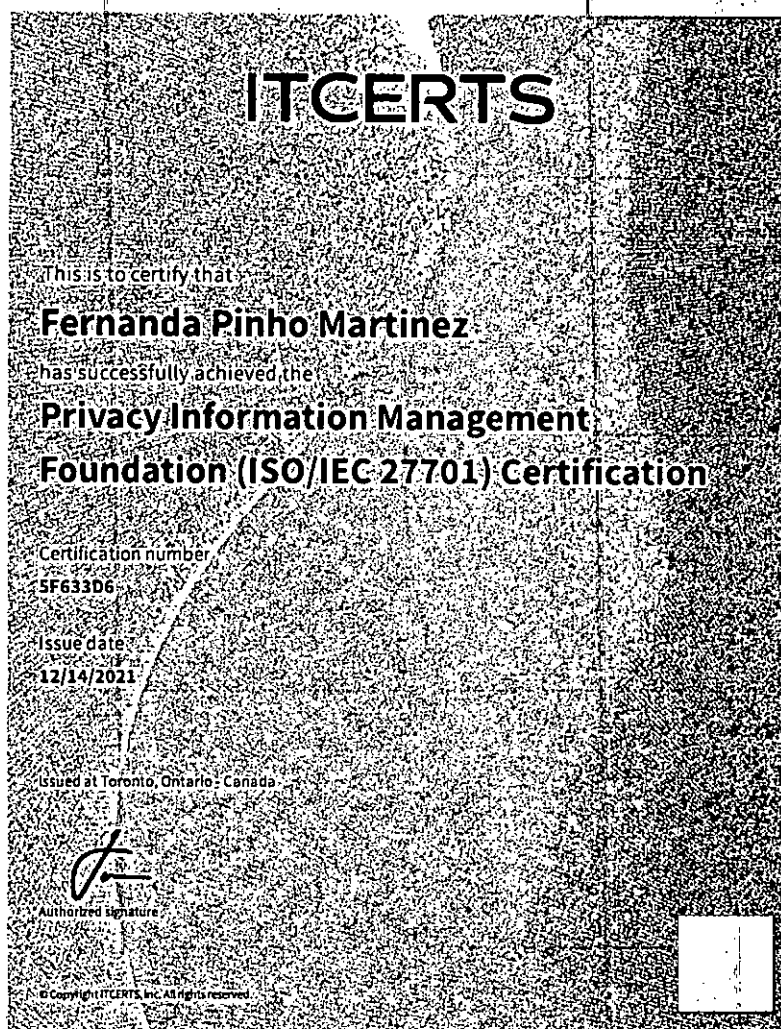 ITCERTS
This is to certify that
Fernanda Pinho Martinez
has successfully achieved the
Privacy Information Management
Foundation (ISO/IEC 27701) Certification
Certification number
5F633D6
Issue date
12/14/2021
Issued at Toronto, Ontario - Canada
Authorized signature
© Copyright ITCERTS, Inc. All rights reserved.